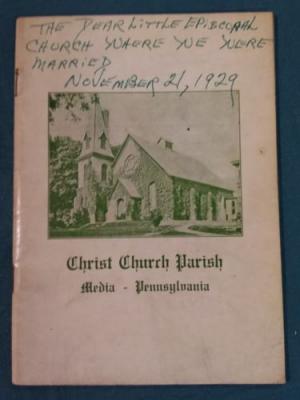 THE DEAR LITTLE EPISCOPAL
CHURCH WHERE WE WERE
MARRIED
NOVEMBER 21, 1929
Christ Church Parish
Media - Pennsylvania